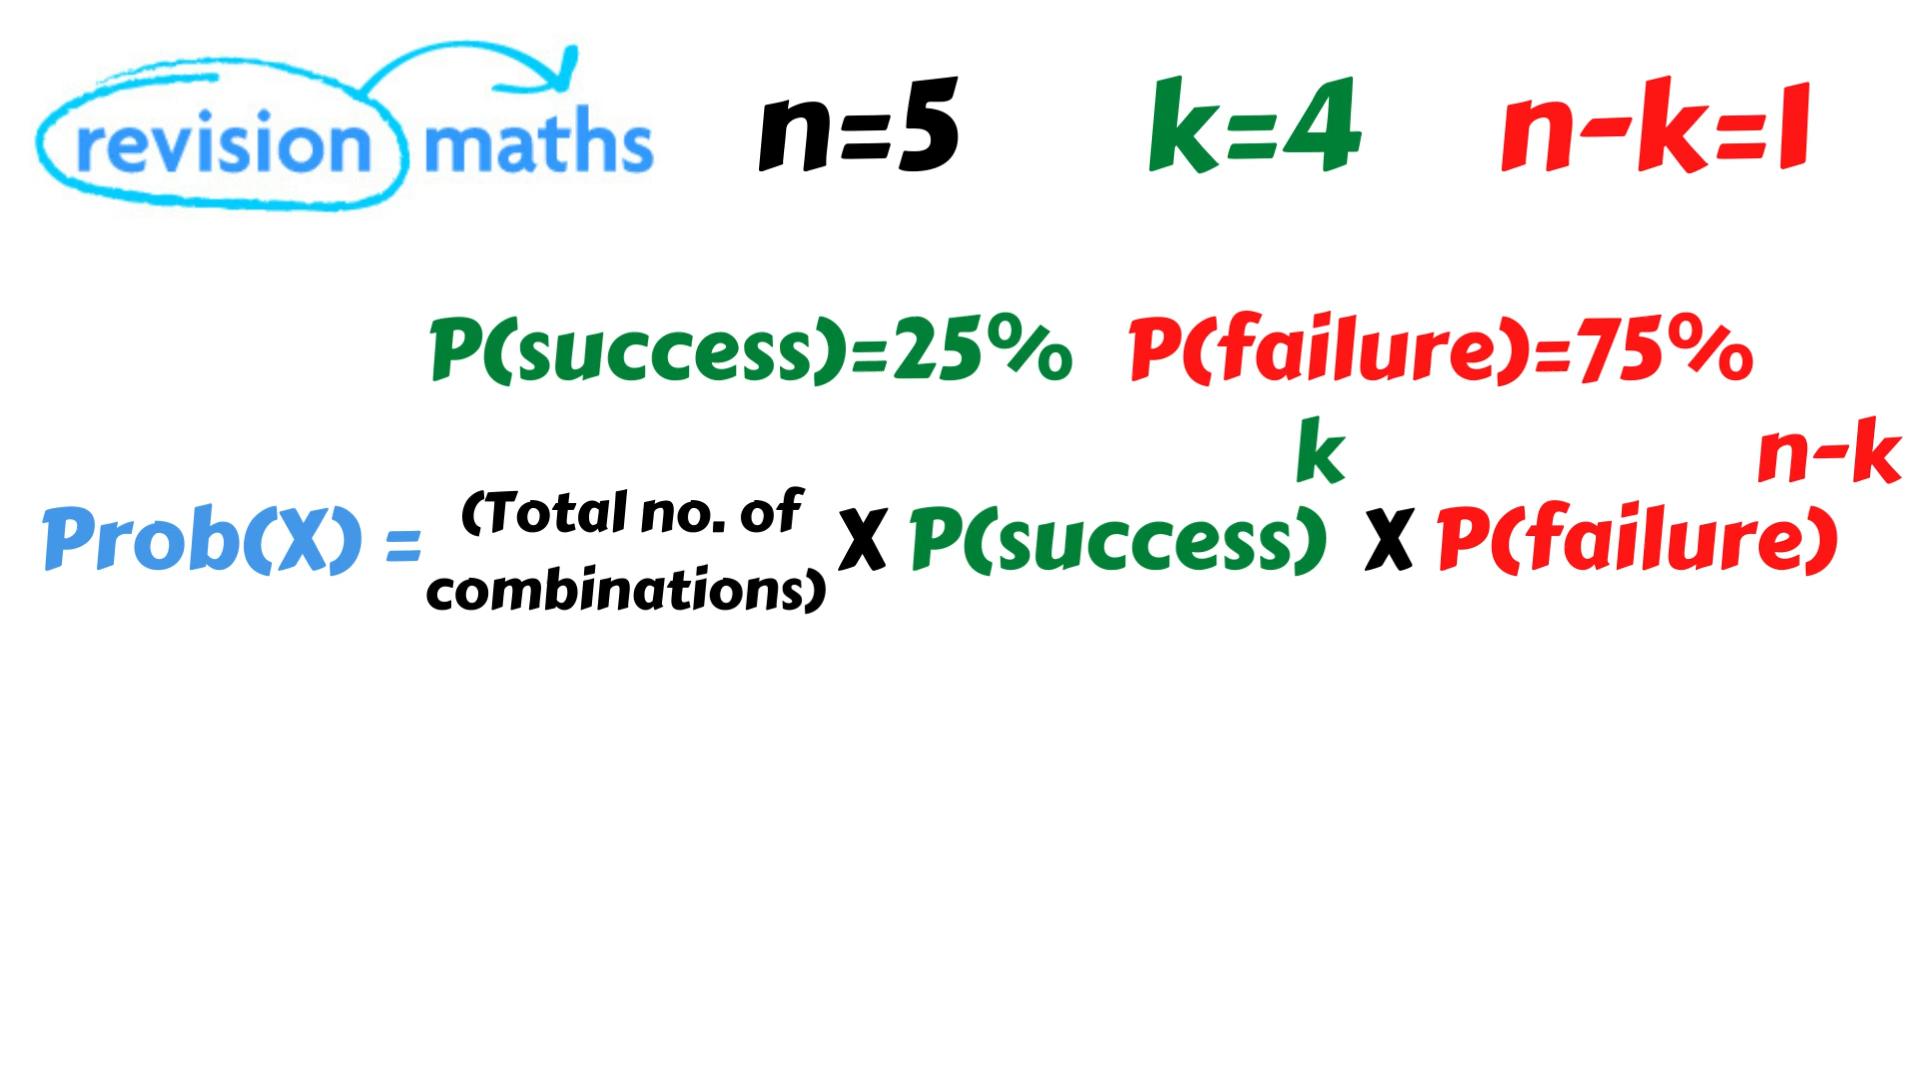 revision maths
n=5 k=4 n-k=1
P(success)=25% P(failure)=75%
k n-k
Prob(X) = (Total no. of combinations) X P(success) X P(failure)